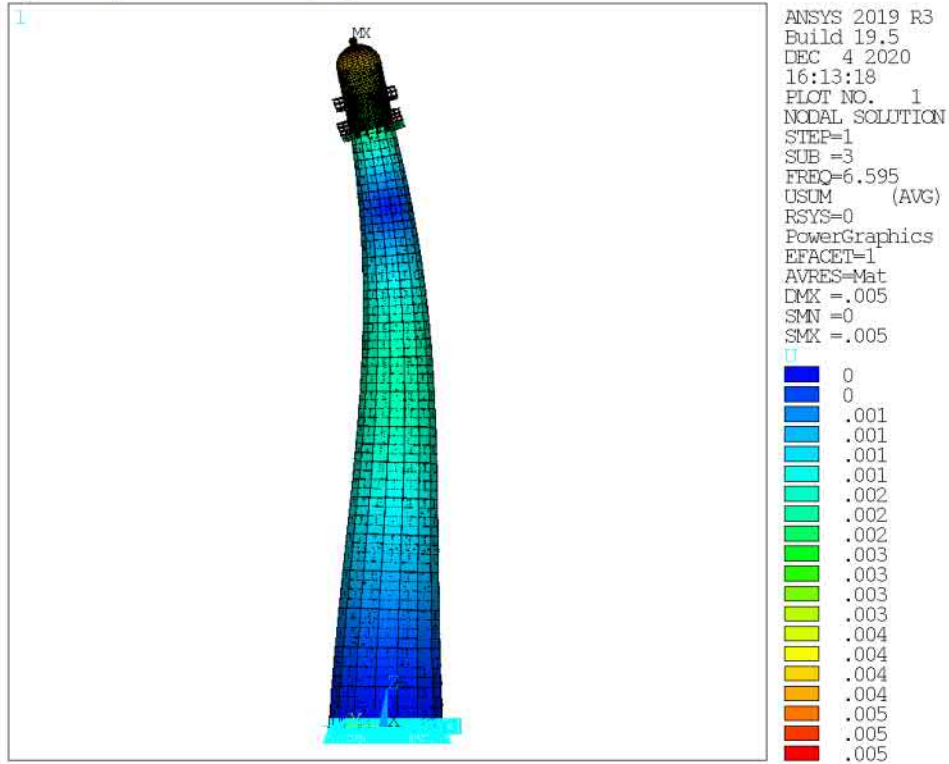 1
MX
ANSYS 2019 R3
Build 19.5
DEC 4 2020
16:13:18
PLOT NO. 1
NODAL SOLUTION
STEP=1
SUB =3
FREQ=6.595
USUM (AVG)
RSYS=0
PowerGraphics
EFACET=1
AVRES=Mat
DMX =.005
SMN =0
SMX =.005
U
0
0
.001
.001
.001
.001
.002
.002
.002
.003
.003
.003
.003
.004
.004
.004
.004
.005
.005
.005
Z
Y X